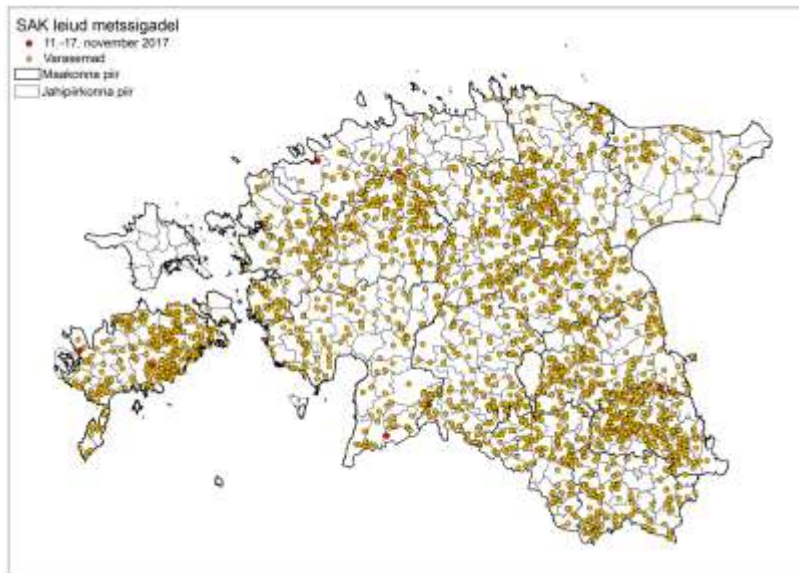 SAK leiud metssigadel
11.-17. november 2017
Varasemad
Maakonna piir
Jahipiirkonna piir